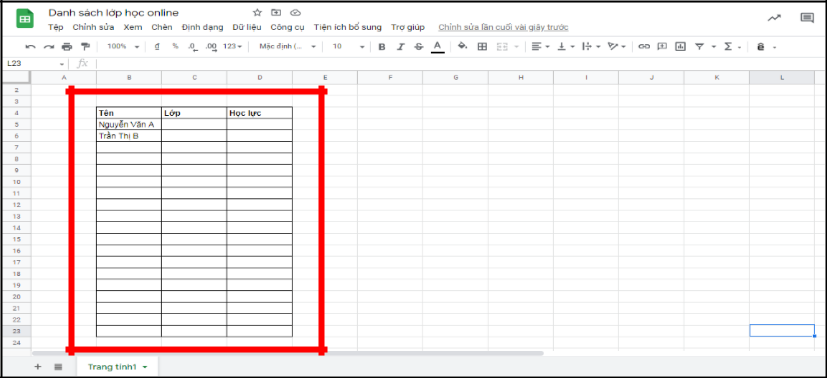 Danh sách lớp học online
Tệp Chỉnh sửa Xem Chèn Định dạng Dữ liệu Công cụ Tiện ích bổ sung Trợ giúp Chỉnh sửa lần cuối vài giây trước
100% ₫ % .0 .00 123 Mặc định (... 10 B I S A
L23 fx
A B C D E F G H I J K L
2
3
4 Tên Lớp Học lực
5 Nguyễn Văn A
6 Trần Thị B
7
8
9
10
11
12
13
14
15
16
17
18
19
20
21
22
23
24
Trang tính1